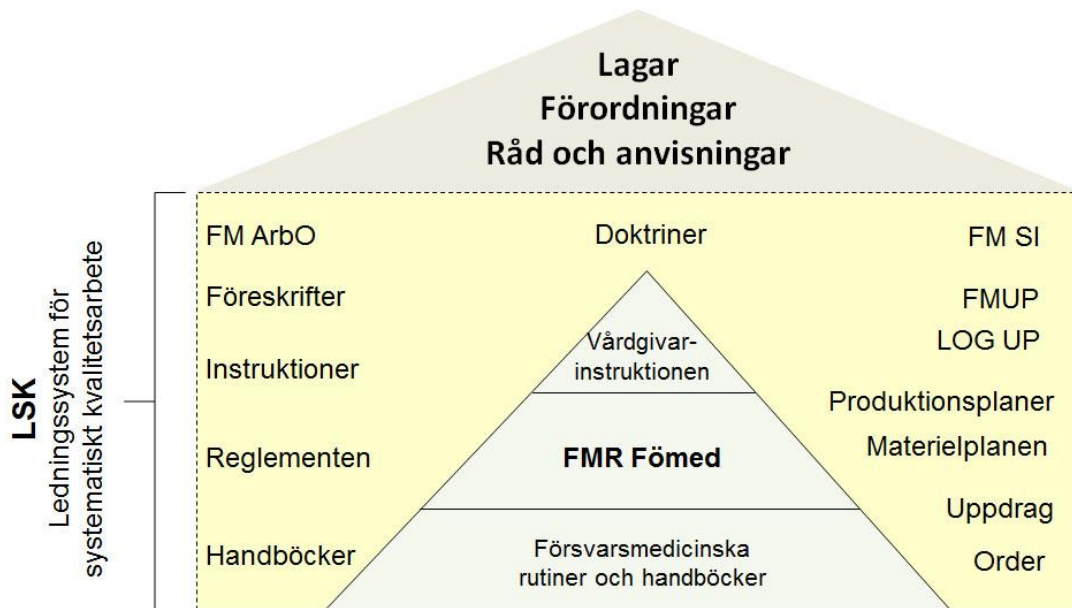 Lagar
Förordningar
Råd och anvisningar
LSK
Ledningssystem för
systematiskt kvalitetsarbete
FM ArbO
Föreskrifter
Instruktioner
Reglementen
Handböcker
Doktriner
Vårdgivar-
instruktionen
FMR Fömed
Försvarsmedicinska
rutiner och handböcker
FM SI
FMUP
LOG UP
Produktionsplaner
Materielplanen
Uppdrag
Order